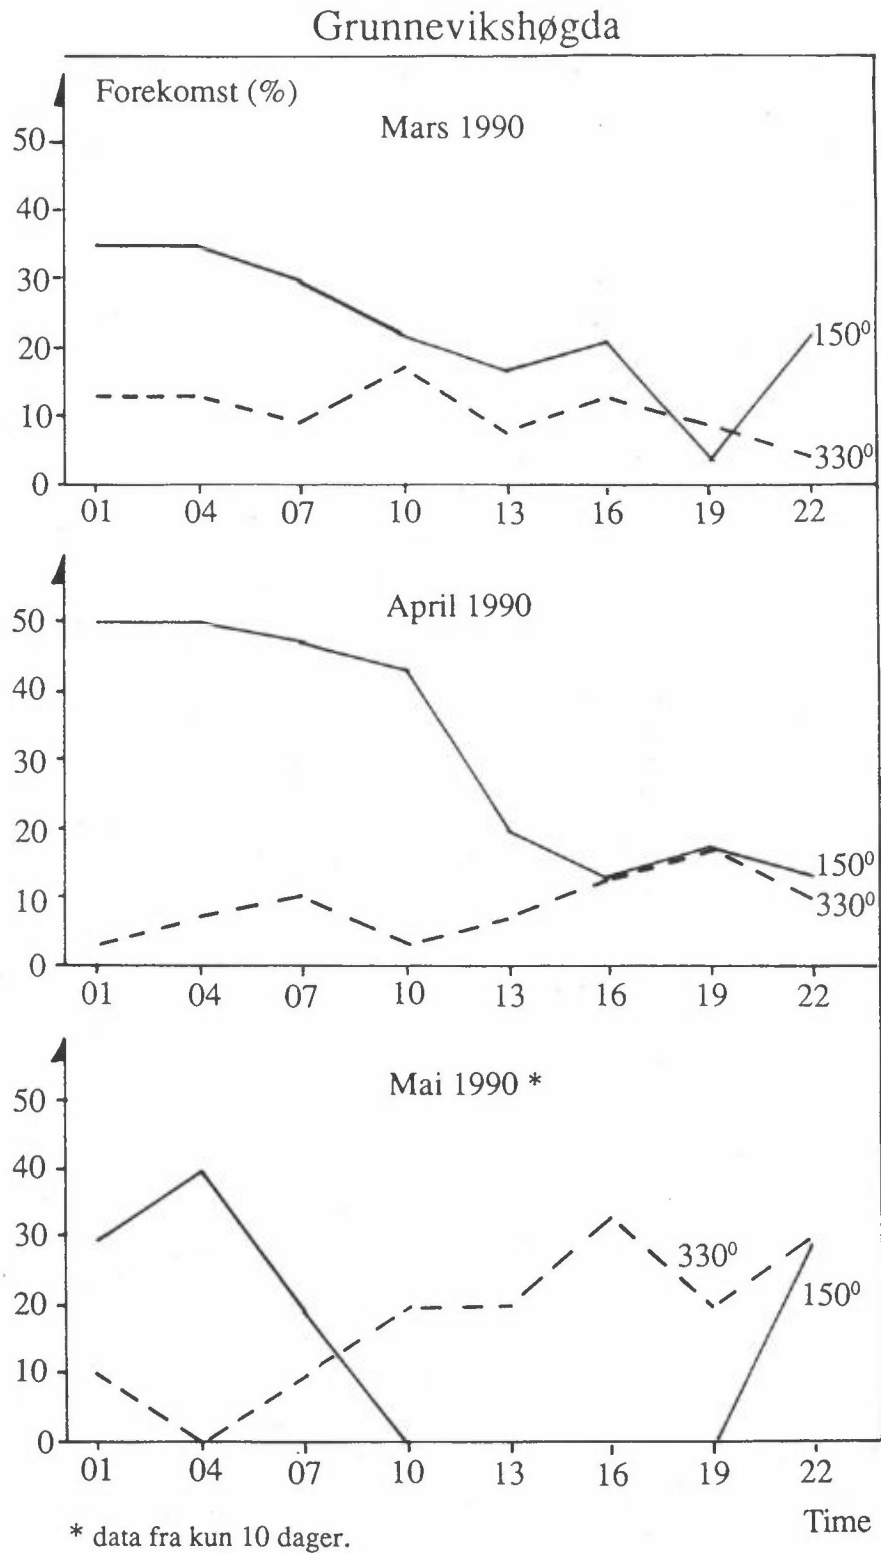 Grunnevikshøgda
Forekomst (%)
Mars 1990
50
40
30
20
10
0
150⁰
330⁰
01 04 07 10 13 16 19 22
April 1990
50
40
30
20
10
0
150⁰
330⁰
01 04 07 10 13 16 19 22
Mai 1990 *
50
40
30
20
10
0
330⁰
150⁰
01 04 07 10 13 16 19 22
Time
* data fra kun 10 dager.